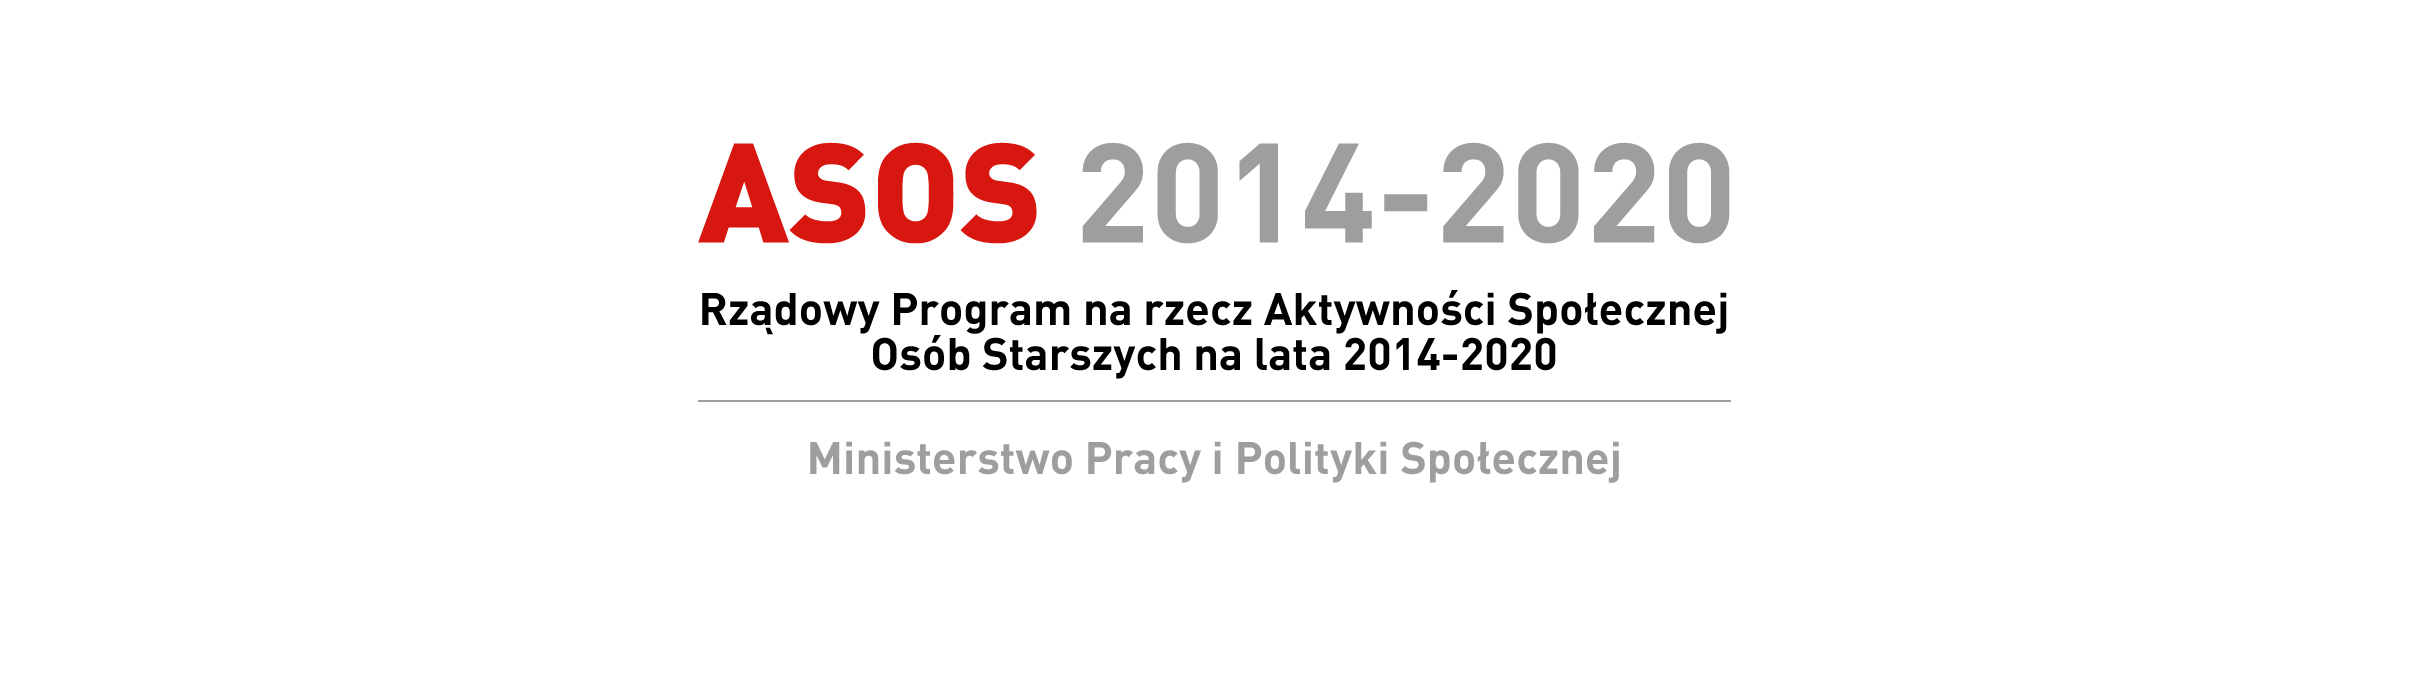 ASOS 2014-2020
Rządowy Program na rzecz Aktywności Społecznej
Osób Starszych na lata 2014-2020
Ministerstwo Pracy i Polityki Społecznej